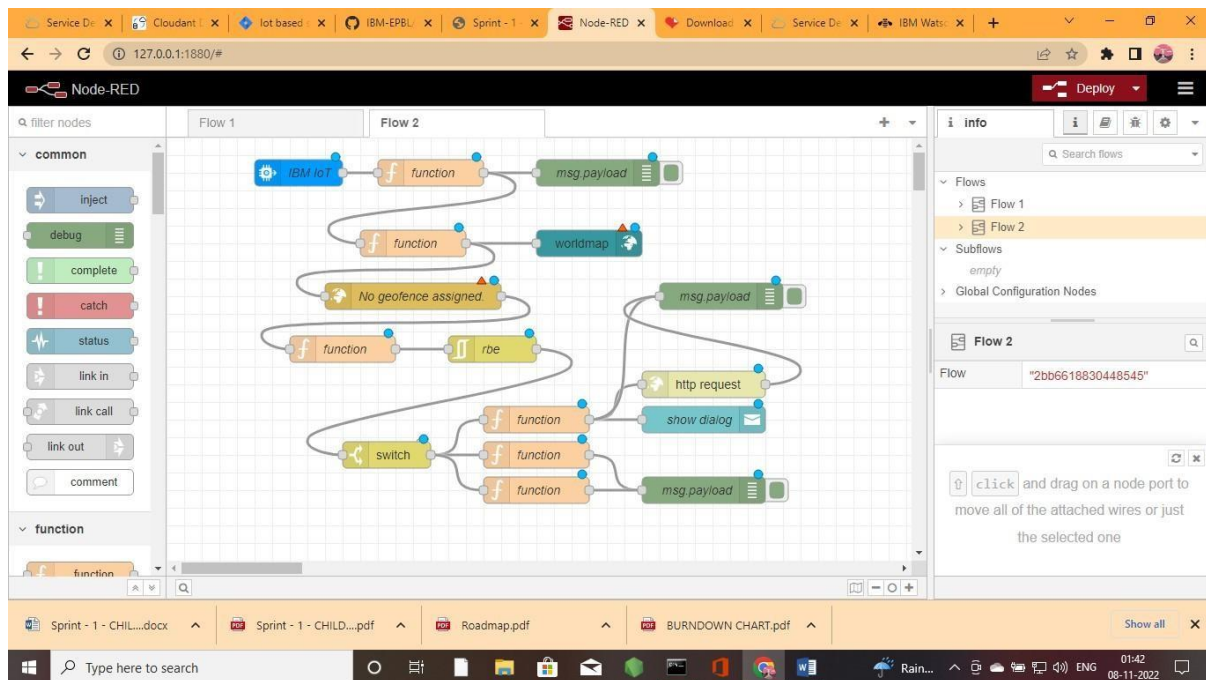 Service De
Cloudant
Iot based
IBM-EPBL
Sprint - 1 -
Node-RED
Download
Service De
IBM Wats
127.0.0.1:1880/#
Node-RED
Deploy
filter nodes
Flow 1
Flow 2
i info
i
Search flows
common
inject
debug
complete
catch
status
link in
link call
link out
comment
function
function
IBM IoT
function
msg.payload
function
worldmap
No geofence assigned.
msg.payload
function
rbe
http request
function
show dialog
switch
function
function
msg.payload
Flows
Flow 1
Flow 2
Subflows
empty
Global Configuration Nodes
Flow 2
Flow "2bb6618830448545"
click and drag on a node port to
move all of the attached wires or just
the selected one
Sprint - 1 - CHIL....docx
Sprint - 1 - CHILD....pdf
Roadmap.pdf
BURNDOWN CHART.pdf
Show all
Type here to search
Rain...
ENG
01:42
08-11-2022